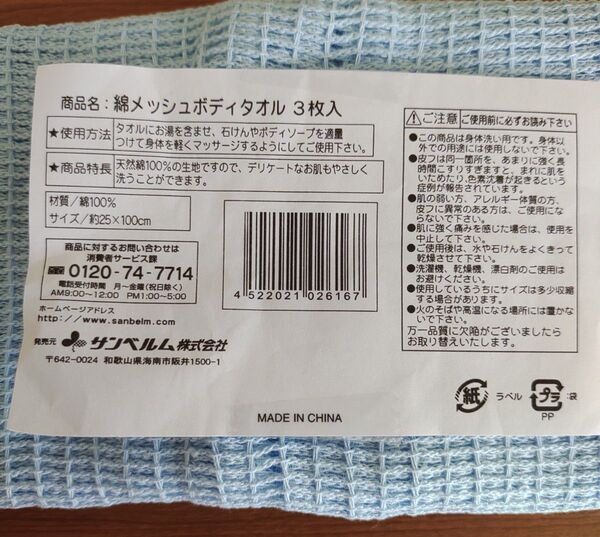 商品名:綿メッシュボディタオル 3枚入
★使用方法
タオルにお湯を含ませ、石けんやボディソープを適量
つけて身体を軽くマッサージするようにしてご使用下さい。
★商品特長
天然綿100%の生地ですので、デリケートなお肌もやさしく
洗うことができます。
材質/綿100%
サイズ/約25×100cm
商品に対するお問い合わせは
消費者サービス課
0120-74-7714
電話受付時間 月〜金曜(祝日除く)
AM9:00〜12:00 PM1:00〜5:00
ホームページアドレス
http://www.sanbelm.com
発売元 サンベルム株式会社
〒642-0024 和歌山県海南市阪井1500-1
4 522021 026167
MADE IN CHINA
ご注意 ご使用前に必ずお読み下さい
●この商品は身体洗い用です。身体以
外での用途には使用しないで下さい。
●皮フは同一箇所を、あまりに強く長
時間こすりすぎますと、まれに肌を
いためたり、色素沈着が起きるという
症例が報告されています。
●肌の弱い方、アレルギー体質の方、
皮フに異常のある方は、ご使用にな
らないで下さい。
●肌に強く痛みを感じた場合は、使用を
中止して下さい。
●ご使用後は、水や石けんをよくきって
乾燥させて下さい。
●洗濯機、乾燥機、漂白剤のご使用は
お避けください。
●使用しているうちにサイズは多少収縮
する場合があります。
●火のそばや高温になる場所には置かな
いで下さい。
万一品質に欠陥がございましたら
お取り替えいたします。
紙 ラベル プラ :袋
PP